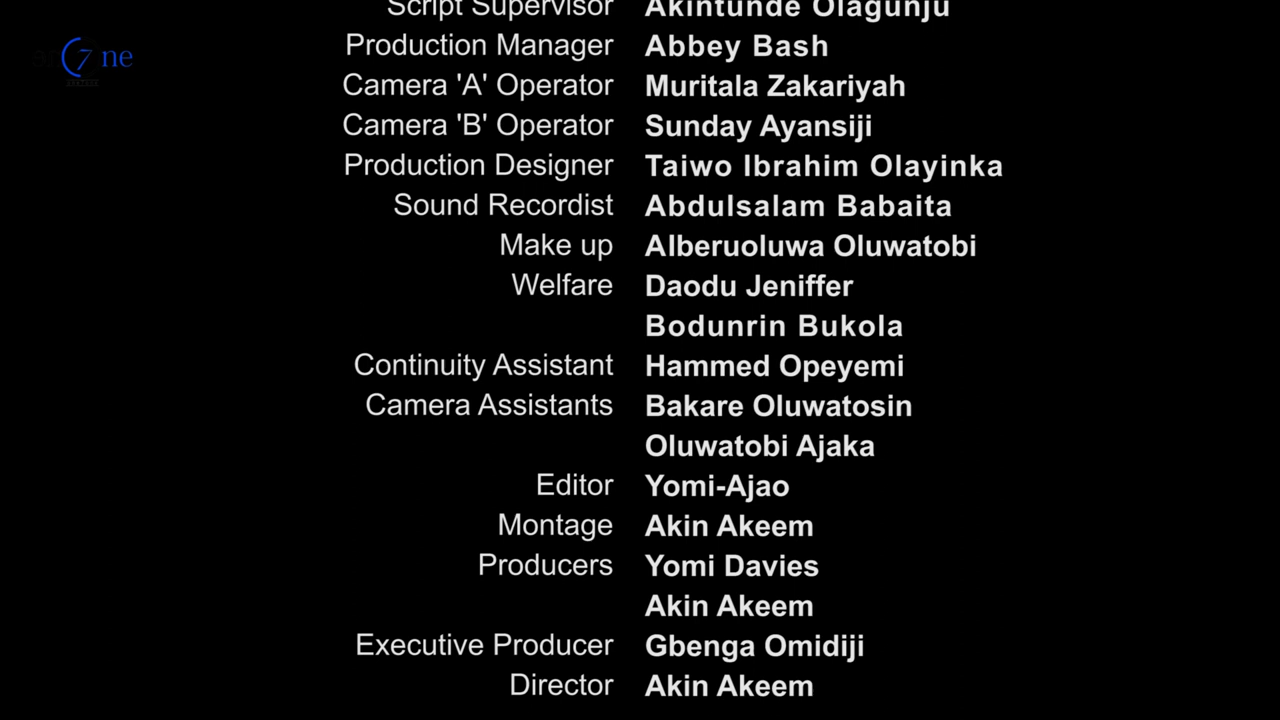 Script Supervisor Akintunde Olagunju
Production Manager Abbey Bash
Camera 'A' Operator Muritala Zakariyah
Camera 'B' Operator Sunday Ayansiji
Production Designer Taiwo Ibrahim Olayinka
Sound Recordist Abdulsalam Babaita
Make up Alberuoluwa Oluwatobi
Welfare Daodu Jeniffer
Bodunrin Bukola
Continuity Assistant Hammed Opeyemi
Camera Assistants Bakare Oluwatosin
Oluwatobi Ajaka
Editor Yomi-Ajao
Montage Akin Akeem
Producers Yomi Davies
Akin Akeem
Executive Producer Gbenga Omidiji
Director Akin Akeem